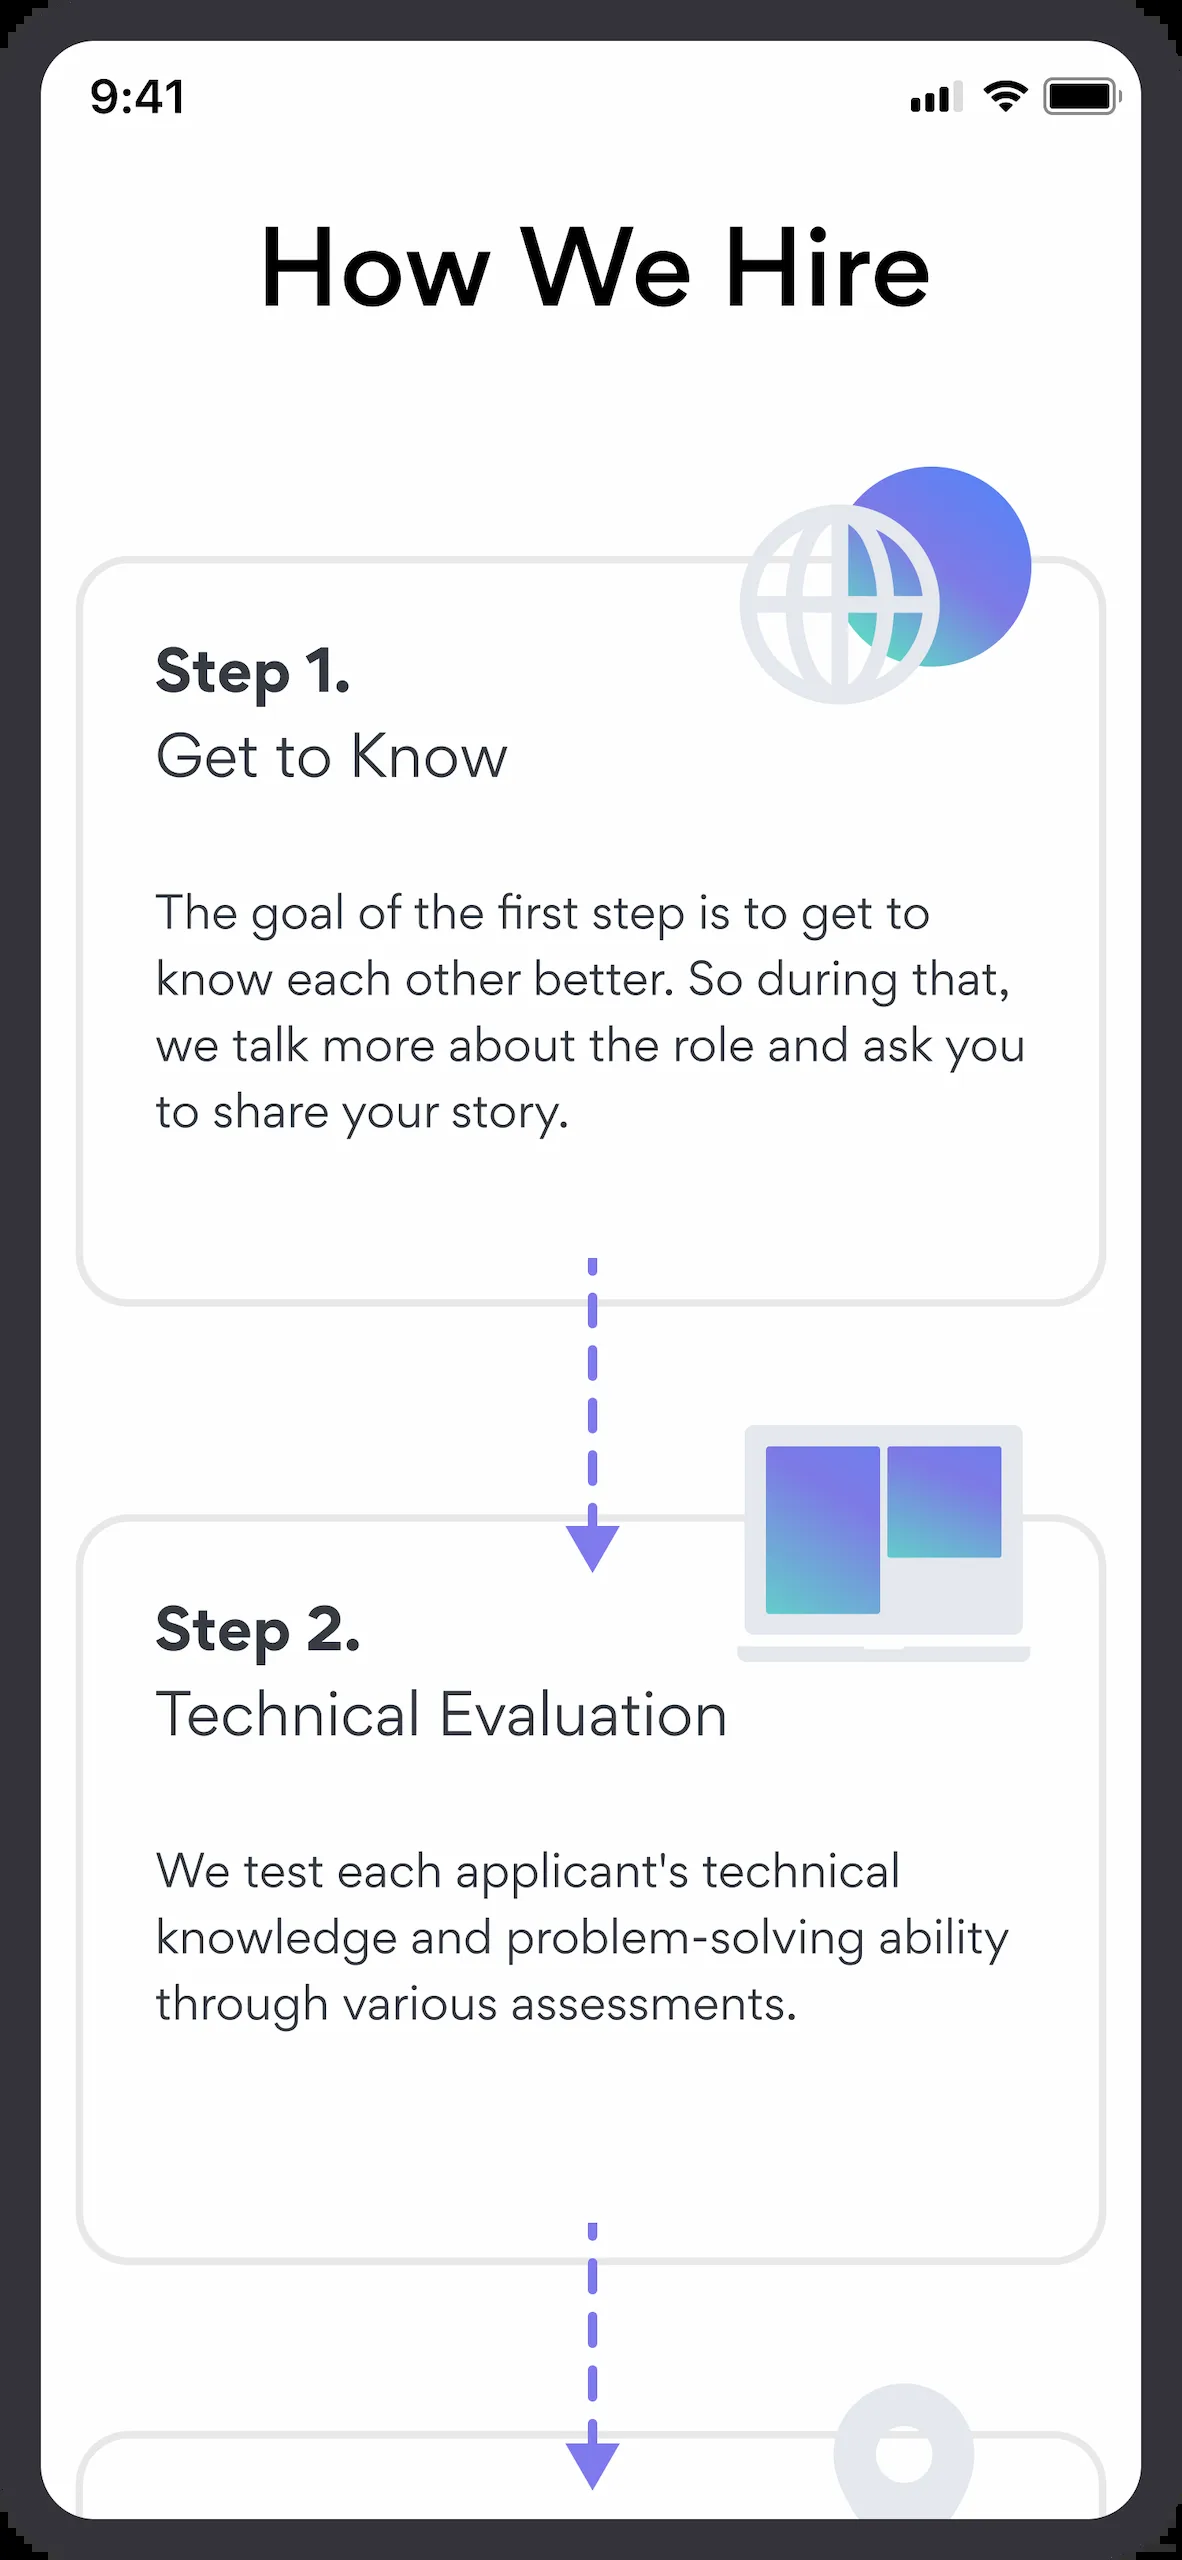 9:41
How We Hire
Step 1.
Get to Know
The goal of the first step is to get to
know each other better. So during that,
we talk more about the role and ask you
to share your story.
Step 2.
Technical Evaluation
We test each applicant's technical
knowledge and problem-solving ability
through various assessments.